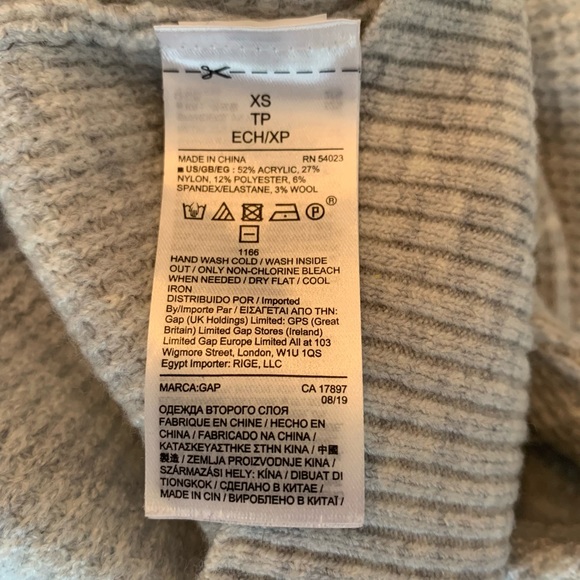 XS
TP
ECH/XP
MADE IN CHINA RN 54023
■ US/GB/EG : 52% ACRYLIC, 27%
NYLON, 12% POLYESTER, 6%
SPANDEX/ELASTANE, 3% WOOL
P ®
1166
HAND WASH COLD / WASH INSIDE
OUT / ONLY NON-CHLORINE BLEACH
WHEN NEEDED / DRY FLAT / COOL
IRON
DISTRIBUIDO POR / Imported
By/Importe Par / ΕΙΣΑΓΕΤΑΙ ΑΠΟ ΤΗΝ:
Gap (UK Holdings) Limited: GPS (Great
Britain) Limited Gap Stores (Ireland)
Limited Gap Europe Limited All at 103
Wigmore Street, London, W1U 1QS
Egypt Importer: RIGE, LLC
MARCA:GAP CA 17897
08/19
ОДЕЖДА ВТОРОГО СЛОЯ
FABRIQUE EN CHINE / HECHO EN
CHINA / FABRICADO NA CHINA /
ΚΑΤΑΣΚΕΥΑΣΤΗΚΕ ΣΤΗΝ ΚΙΝΑ / 中國
製造 / ZEMLJA PROIZVODNJE KINA /
SZÁRMAZÁSI HELY: KÍNA / DIBUAT DI
TIONGKOK / СДЕЛАНО В КИТАЕ /
MADE IN CIN / ВИРОБЛЕНО В КИТАЇ /